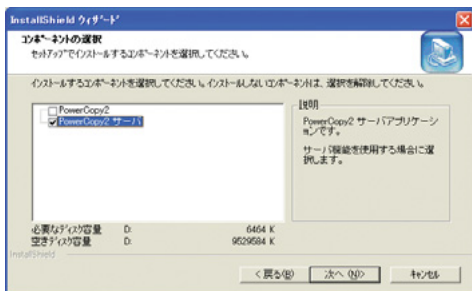 InstallShield ウィザード
コンポーネントの選択
セットアップでインストールするコンポーネントを選択してください。
インストールするコンポーネントを選択してください。インストールしないコンポーネントは、選択を解除してください。
PowerCopy2
PowerCopy2 サーバ
説明
PowerCopy2 サーバアプリケーションです。
サーバ機能を使用する場合に選択します。
必要なディスク容量 D: 6464 K
空きディスク容量 D: 9529584 K
InstallShield
< 戻る(B)
次へ (N)>
キャンセル